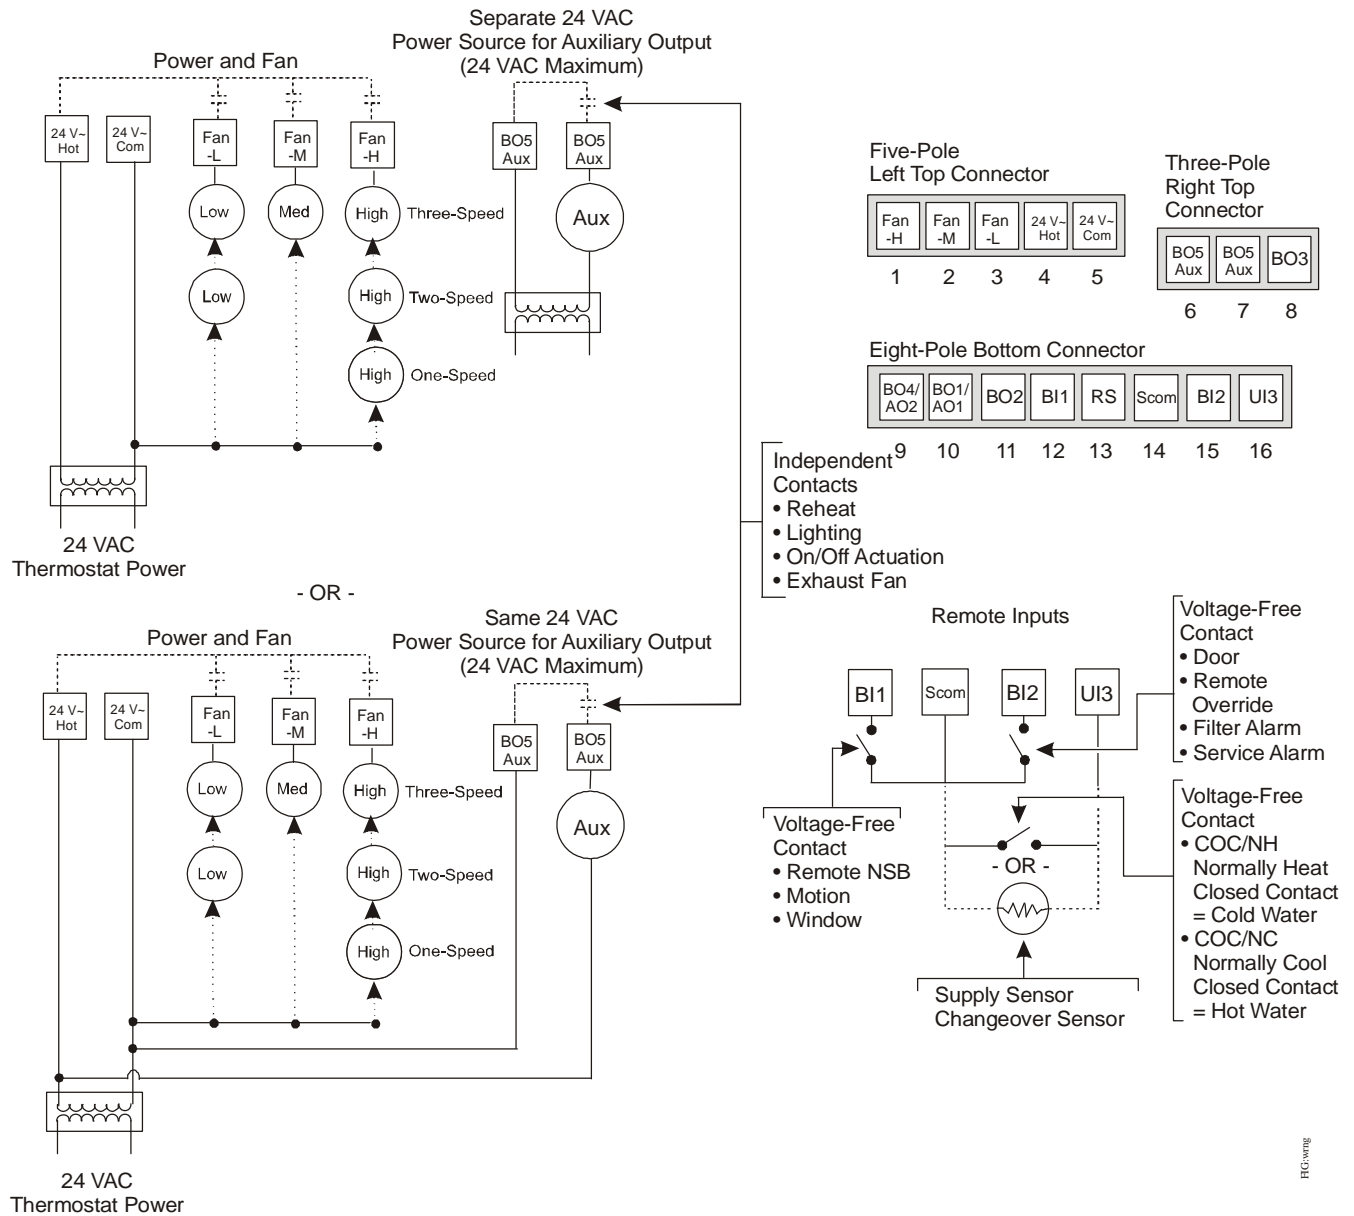 Separate 24 VAC
Power Source for Auxiliary Output
(24 VAC Maximum)
Power and Fan
24 V~
Hot
24 V~
Com
Fan
-L
Fan
-M
Fan
-H
BO5
Aux
BO5
Aux
Low
Med
High
Three-Speed
Aux
Low
High
Two-Speed
High
One-Speed
24 VAC
Thermostat Power
Five-Pole
Left Top Connector
Fan
-H
Fan
-M
Fan
-L
24 V~
Hot
24 V~
Com
1 2 3 4 5
Three-Pole
Right Top
Connector
BO5
Aux
BO5
Aux
BO3
6 7 8
Eight-Pole Bottom Connector
BO4/
AO2
BO1/
AO1
BO2
BI1
RS
Scom
BI2
UI3
9 10 11 12 13 14 15 16
Independent
Contacts
• Reheat
• Lighting
• On/Off Actuation
• Exhaust Fan
- OR -
Same 24 VAC
Power Source for Auxiliary Output
(24 VAC Maximum)
Power and Fan
24 V~
Hot
24 V~
Com
Fan
-L
Fan
-M
Fan
-H
BO5
Aux
BO5
Aux
Low
Med
High
Three-Speed
Aux
Low
High
Two-Speed
High
One-Speed
24 VAC
Thermostat Power
Remote Inputs
BI1
Scom
BI2
UI3
Voltage-Free
Contact
• Door
• Remote
Override
• Filter Alarm
• Service Alarm
Voltage-Free
Contact
• Remote NSB
• Motion
• Window
- OR -
Voltage-Free
Contact
• COC/NH
Normally Heat
Closed Contact
= Cold Water
• COC/NC
Normally Cool
Closed Contact
= Hot Water
Supply Sensor
Changeover Sensor
FIG:wrng